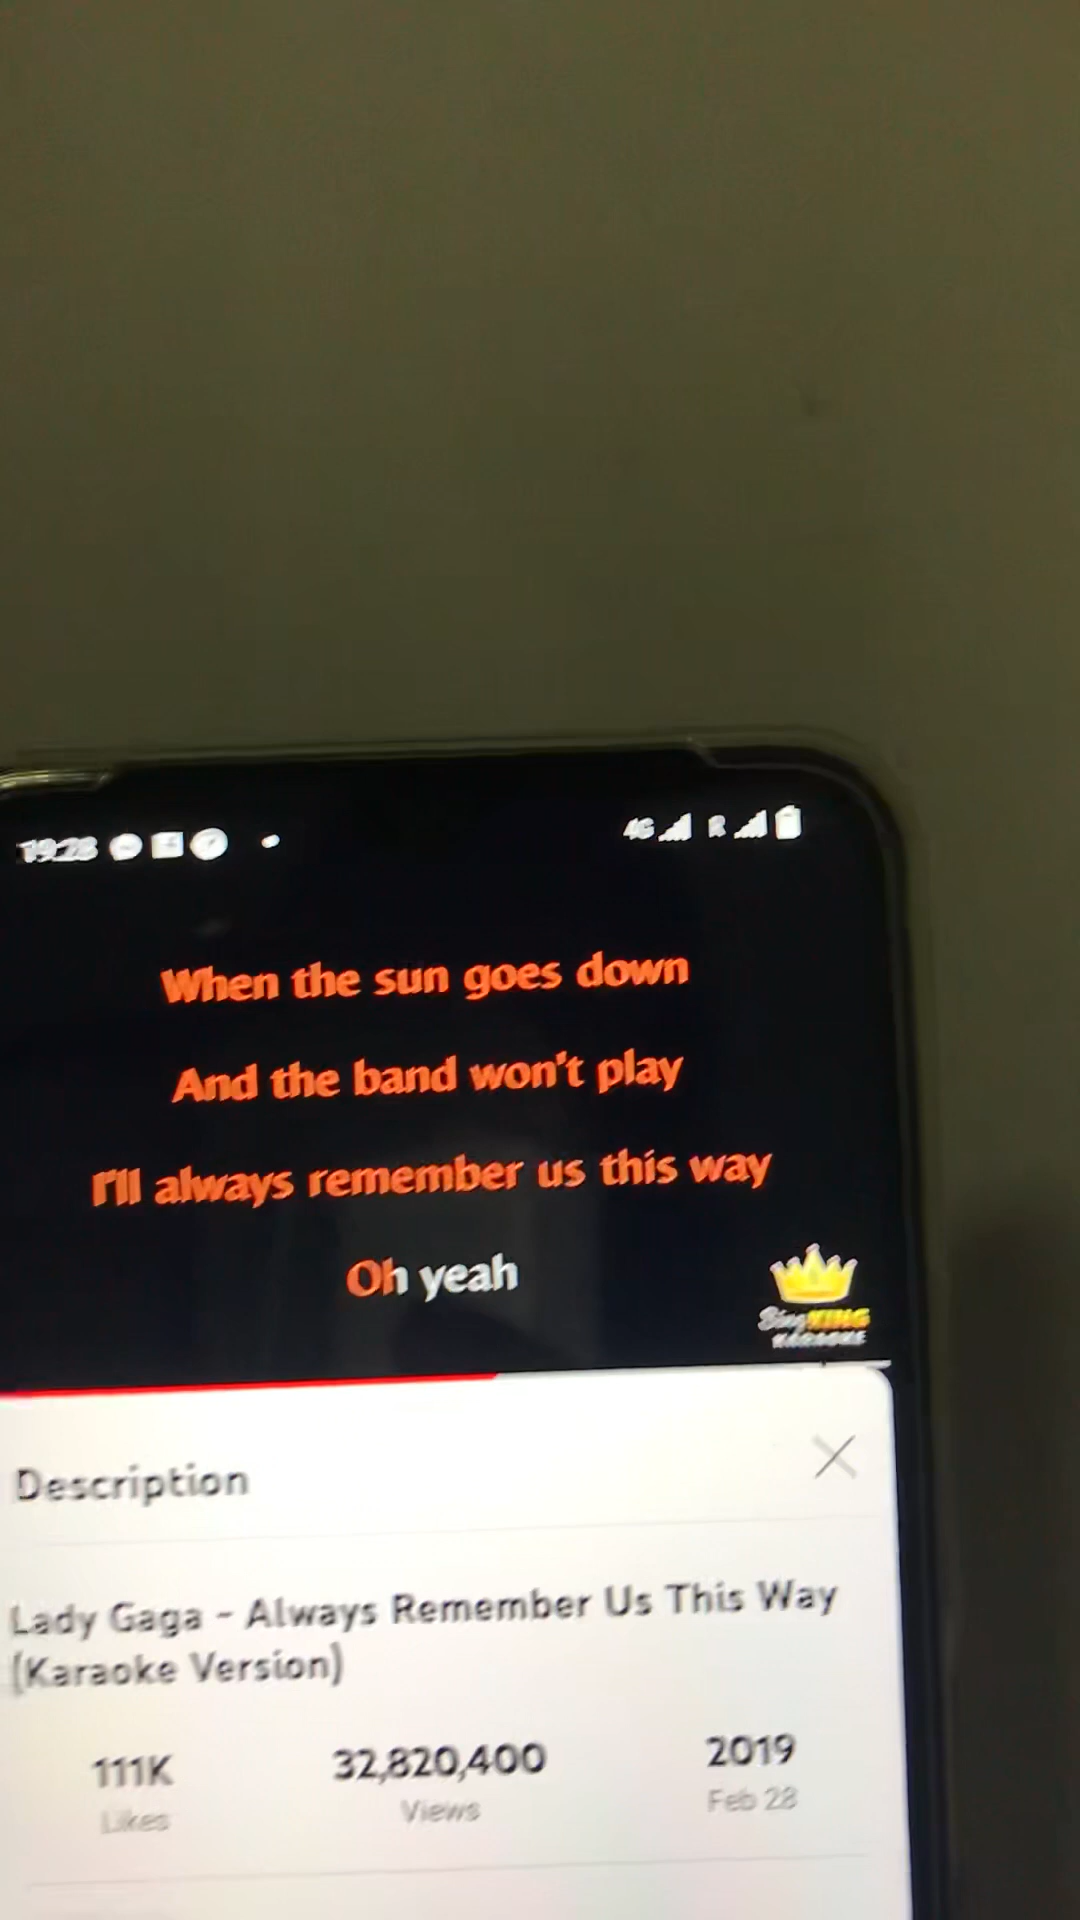 19:28
4G R
When the sun goes down
And the band won't play
I'll always remember us this way
Oh yeah
SingKING
KARAOKE
Description
Lady Gaga - Always Remember Us This Way
(Karaoke Version)
111K 32,820,400 2019
Likes Views Feb 28